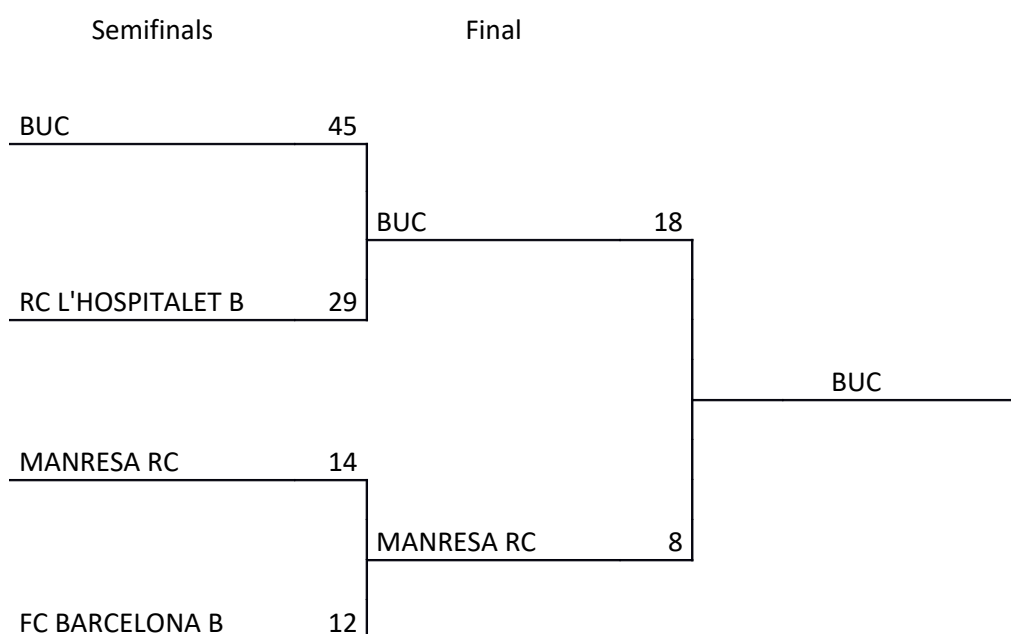 Semifinals Final
BUC 45
BUC 18
RC L'HOSPITALET B 29
BUC
MANRESA RC 14
MANRESA RC 8
FC BARCELONA B 12